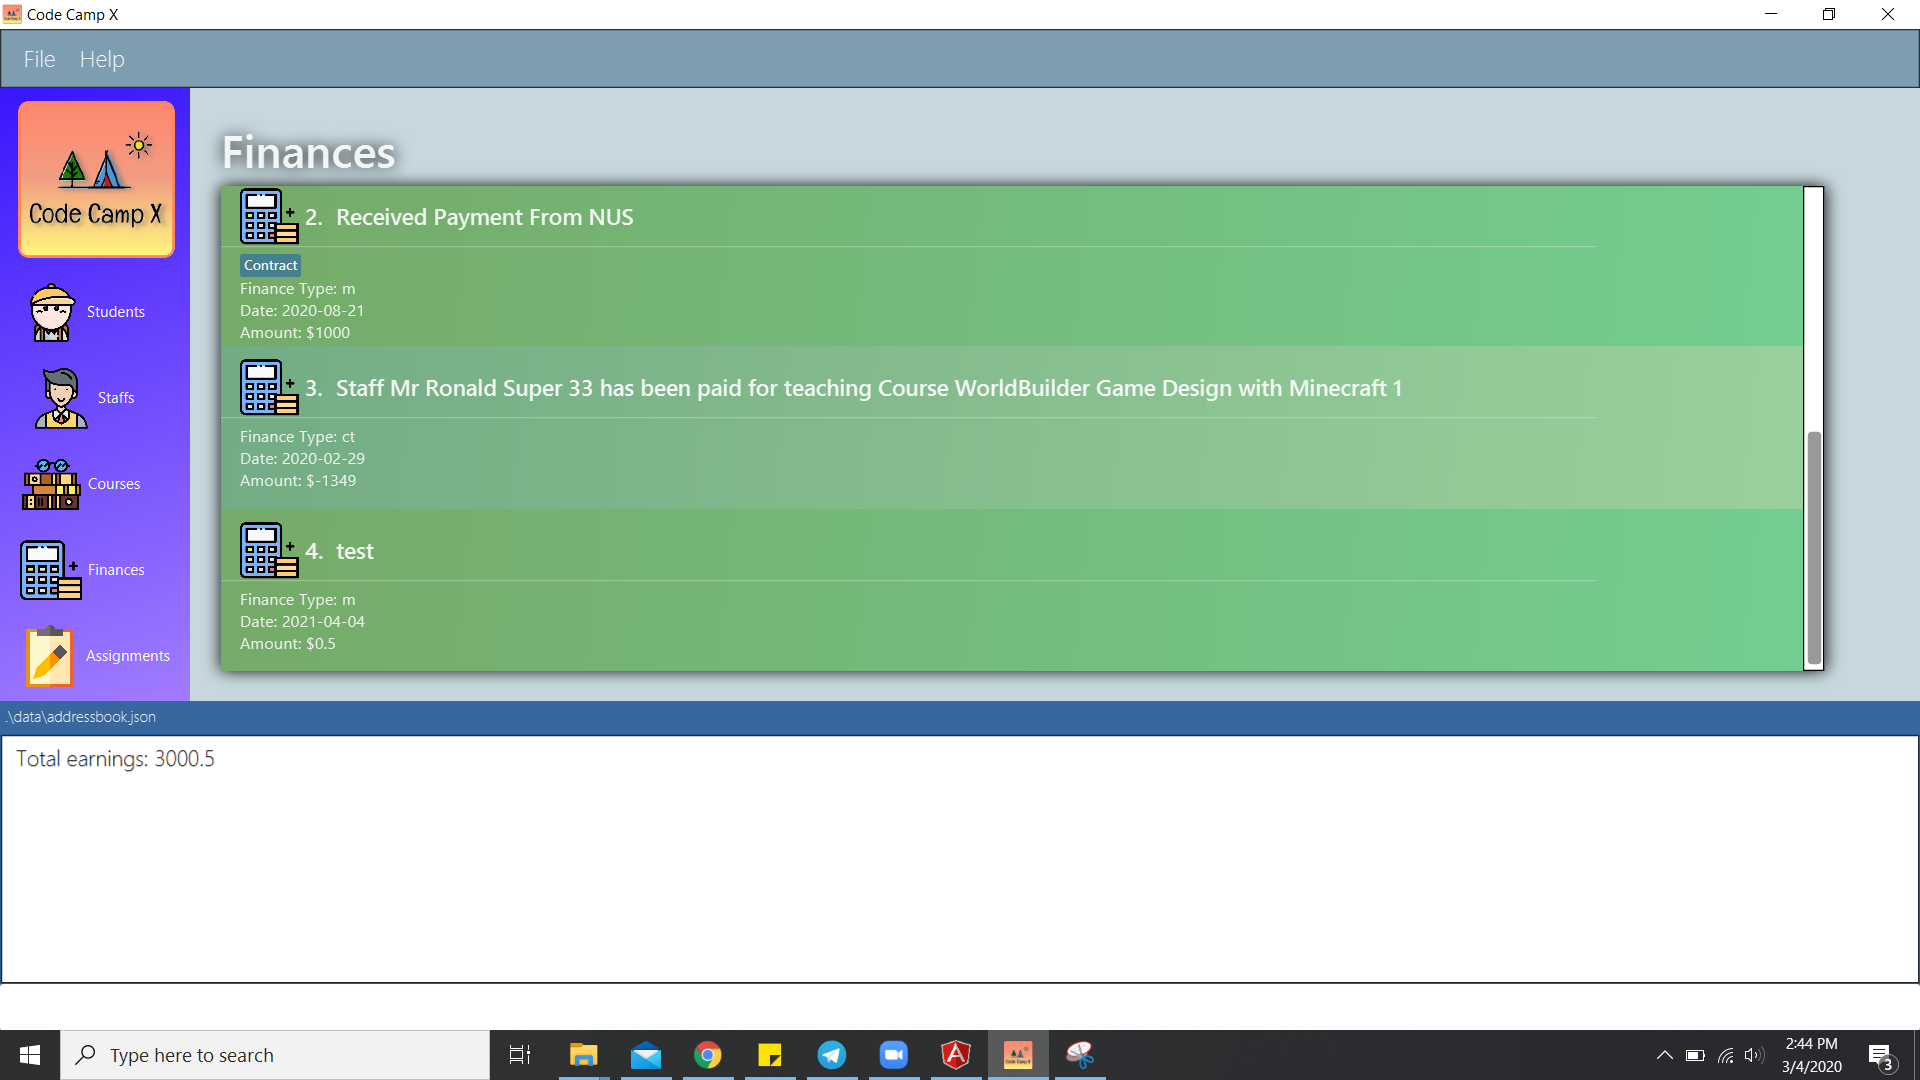 Code Camp X
File Help
Code Camp X
Students
Staffs
Courses
Finances
Assignments
Finances
2. Received Payment From NUS
Contract
Finance Type: m
Date: 2020-08-21
Amount: $1000
3. Staff Mr Ronald Super 33 has been paid for teaching Course WorldBuilder Game Design with Minecraft 1
Finance Type: ct
Date: 2020-02-29
Amount: $-1349
4. test
Finance Type: m
Date: 2021-04-04
Amount: $0.5
.\data\addressbook.json
Total earnings: 3000.5
Type here to search
2:44 PM
3/4/2020
3